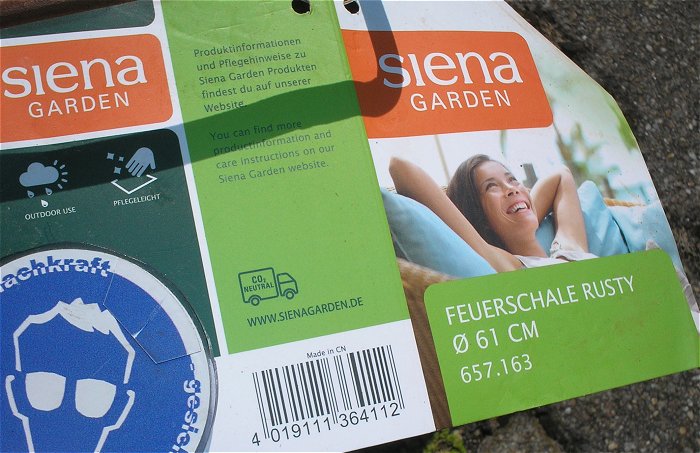 siena
GARDEN
OUTDOOR USE
PFLEGELEICHT
Produktinformationen
und Pflegehinweise zu
Siena Garden Produkten
findest du auf unserer
Website.
You can find more
productinformation and
care instructions on our
Siena Garden website.
CO₂
NEUTRAL
WWW.SIENAGARDEN.DE
Made in CN
4 019111 364112
siena
GARDEN
FEUERSCHALE RUSTY
Ø 61 CM
657.163